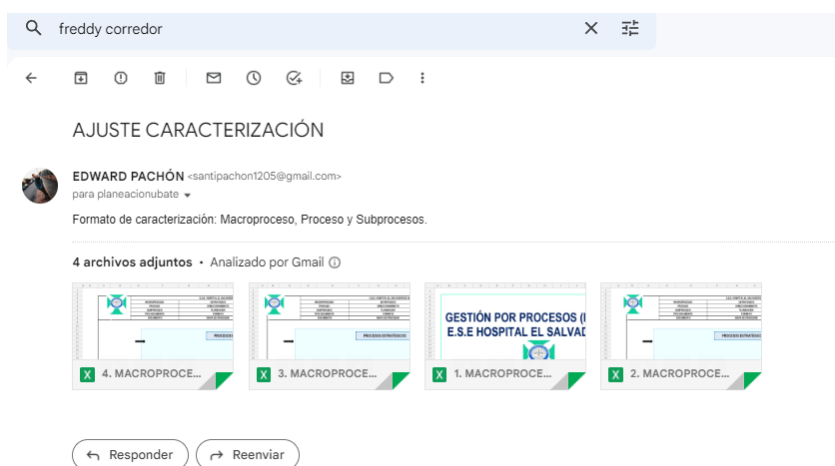 freddy corredor
AJUSTE CARACTERIZACIÓN
EDWARD PACHÓN <santipachon1205@gmail.com>
para planeacionubate
Formato de caracterización: Macroproceso, Proceso y Subprocesos.
4 archivos adjuntos • Analizado por Gmail
GESTIÓN POR PROCESOS (
E.S.E HOSPITAL EL SALVAD
PROCESOS ESTRATÉGIC
4. MACROPROCE...
3. MACROPROCE...
1. MACROPROCE...
2. MACROPROCE...
Responder
Reenviar